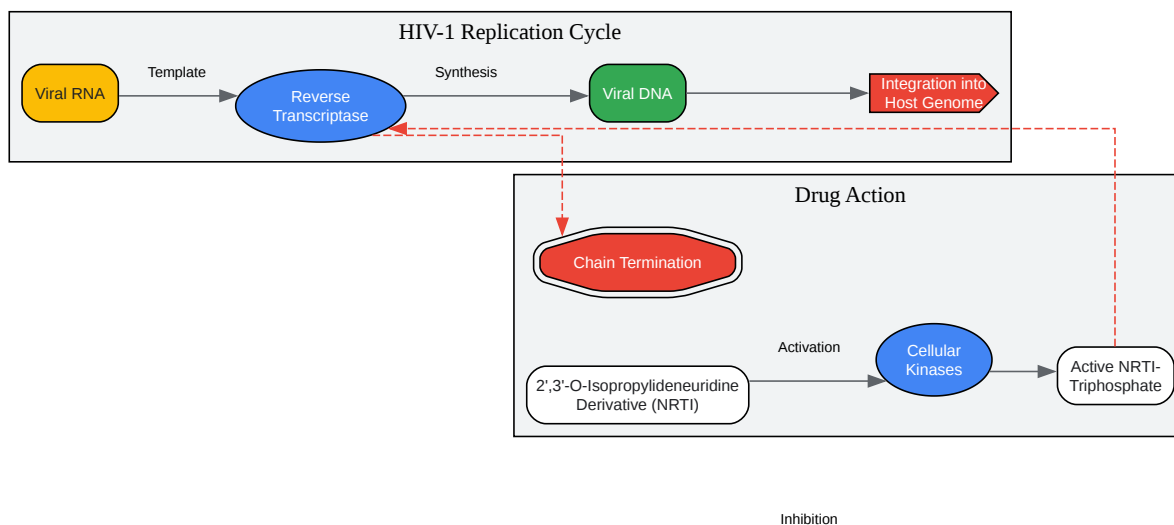 HIV-1 Replication Cycle
Template
Synthesis
Viral RNA
Reverse
Transcriptase
Viral DNA
Integration into
Host Genome
Drug Action
Chain Termination
Activation
2',3'-O-Isopropylideneuridine
Derivative (NRTI)
Cellular
Kinases
Active NRTI-
Triphosphate
Inhibition